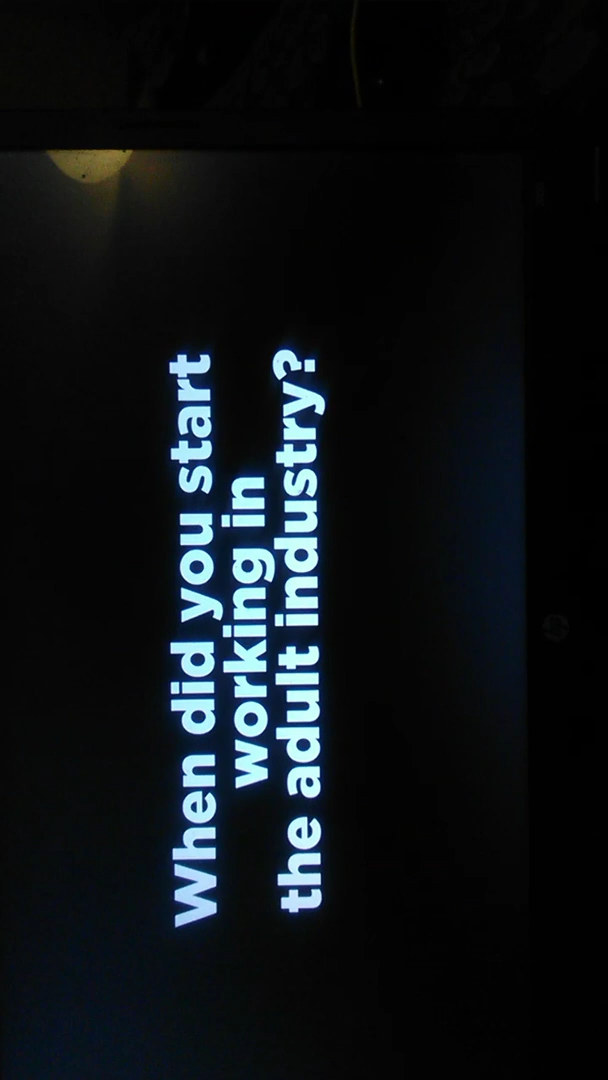 When did you start
working in
the adult industry?